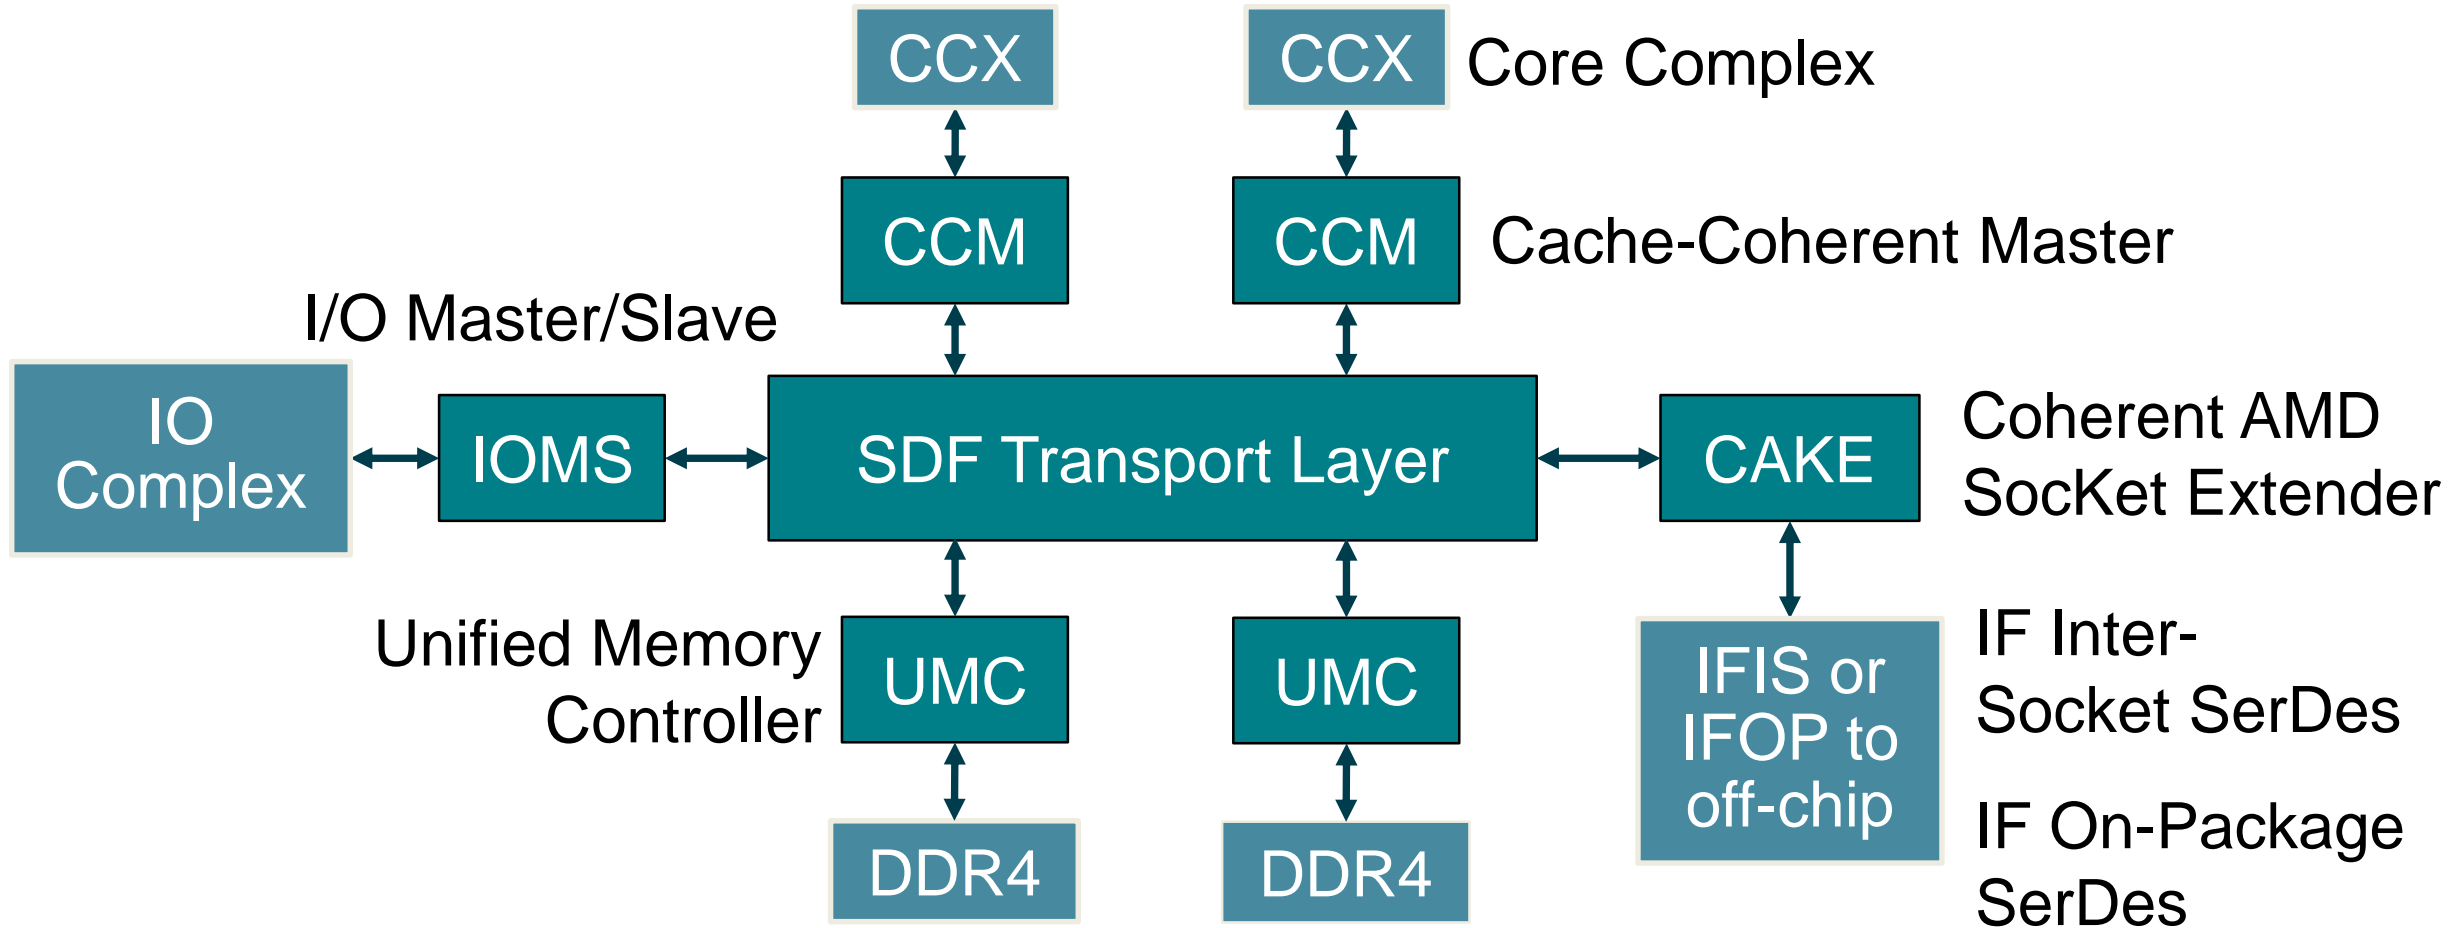 CCX
CCX
Core Complex
CCM
CCM
Cache-Coherent Master
I/O Master/Slave
IO
Complex
IOMS
SDF Transport Layer
CAKE
Coherent AMD
SocKet Extender
Unified Memory
Controller
UMC
UMC
IFIS or
IFOP to
off-chip
IF Inter-
Socket SerDes
IF On-Package
SerDes
DDR4
DDR4